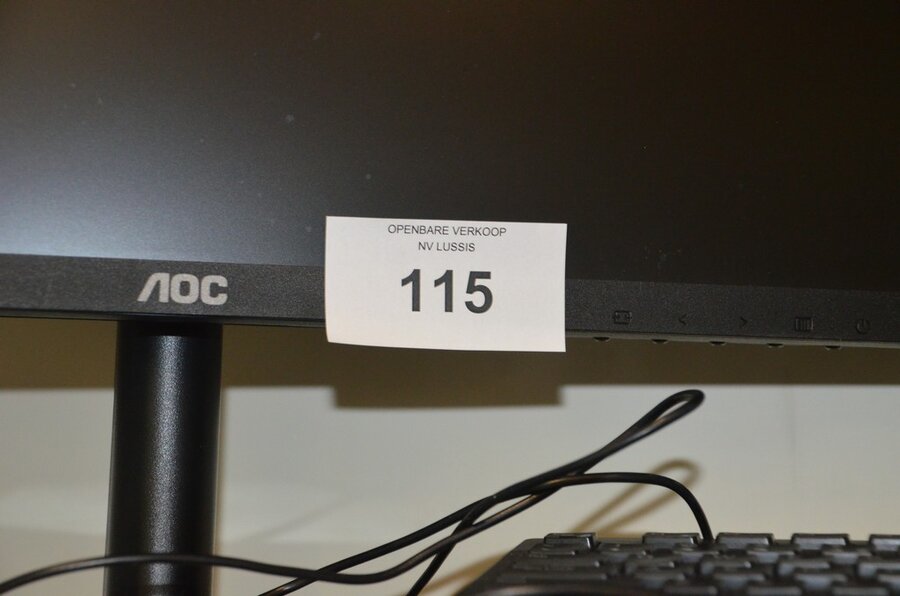 OPENBARE VERKOOP
NV LUSSIS
115
AOC